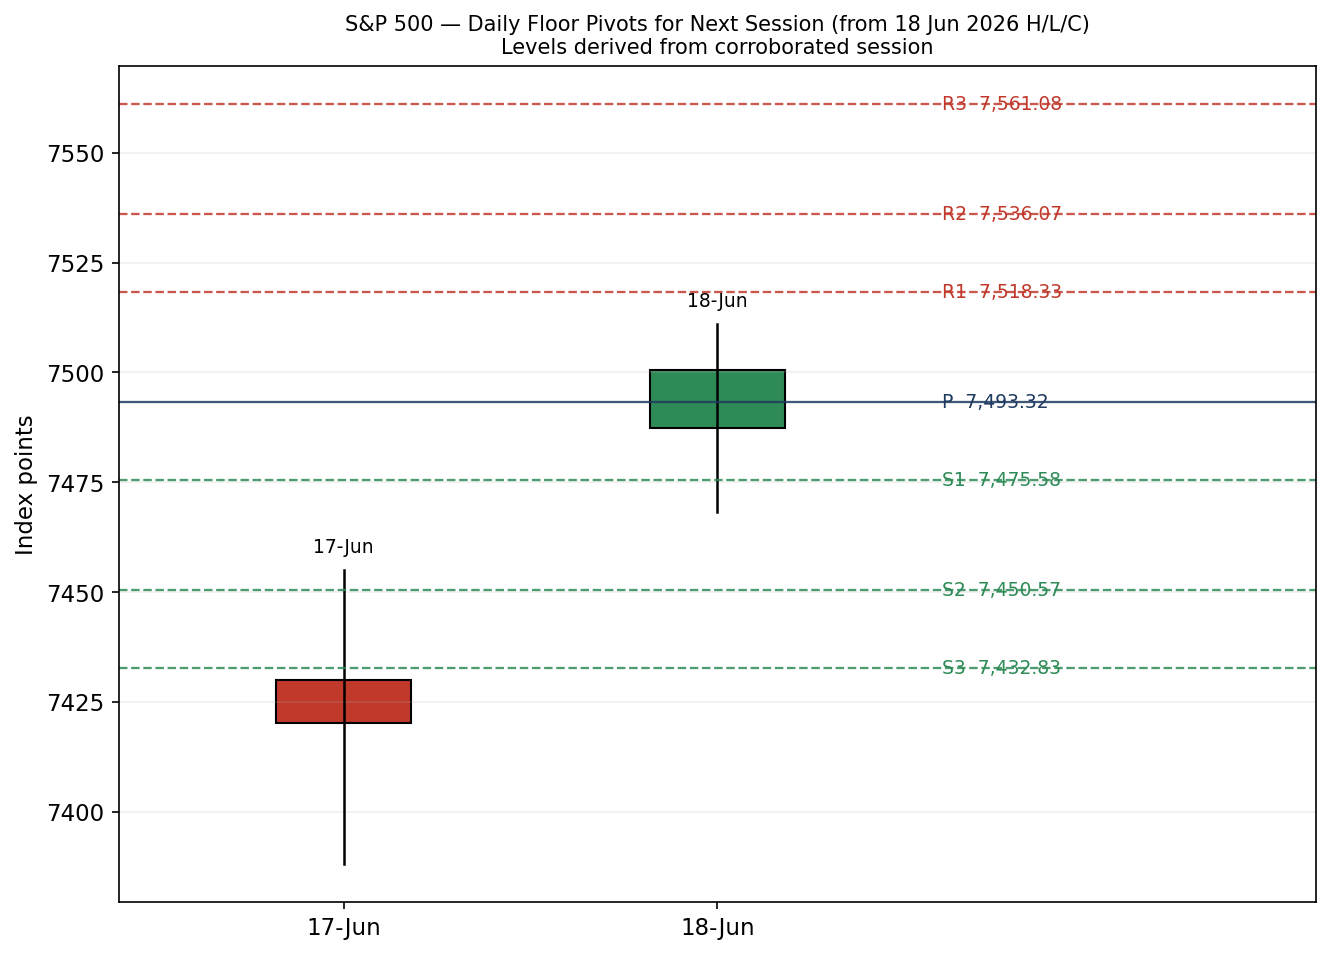 S&P 500 — Daily Floor Pivots for Next Session (from 18 Jun 2026 H/L/C)
Levels derived from corroborated session
R3 7,561.08
7550
R2 7,536.07
7525
R1 7,518.33
18-Jun
7500
P 7,493.32
S1 7,475.58
7475
Index points
17-Jun
S2 7,450.57
7450
S3 7,432.83
7425
7400
17-Jun
18-Jun